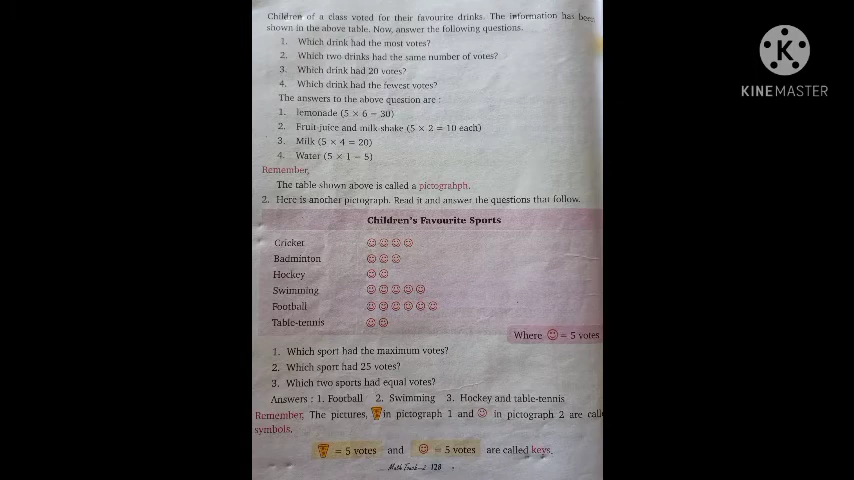 Children of a class voted for their favourite drinks. The information has been
shown in the above table. Now, answer the following questions.
1. Which drink had the most votes?
2. Which two drinks had the same number of votes?
3. Which drink had 20 votes?
4. Which drink had the fewest votes?
The answers to the above question are :
1. lemonade (5 × 6 = 30)
2. Fruit-juice and milk-shake (5 × 2 = 10 each)
3. Milk (5 × 4 = 20)
4. Water (5 × 1 = 5)
Remember,
The table shown above is called a pictograhph.
2. Here is another pictograph. Read it and answer the questions that follow.
Children's Favourite Sports
Cricket
Badminton
Hockey
Swimming
Football
Table-tennis
Where = 5 votes
1. Which sport had the maximum votes?
2. Which sport had 25 votes?
3. Which two sports had equal votes?
Answers : 1. Football 2. Swimming 3. Hockey and table-tennis
Remember, The pictures, in pictograph 1 and in pictograph 2 are call
symbols.
= 5 votes and = 5 votes are called keys.
128
K
KINEMASTER